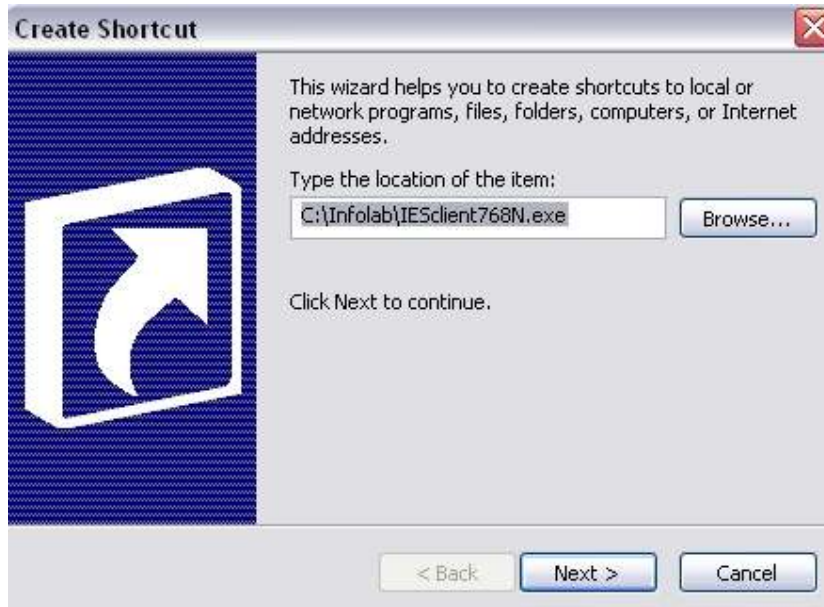 Create Shortcut
This wizard helps you to create shortcuts to local or
network programs, files, folders, computers, or Internet
addresses.
Type the location of the item:
C:\Infolab\IESclient768N.exe
Browse...
Click Next to continue.
< Back
Next >
Cancel